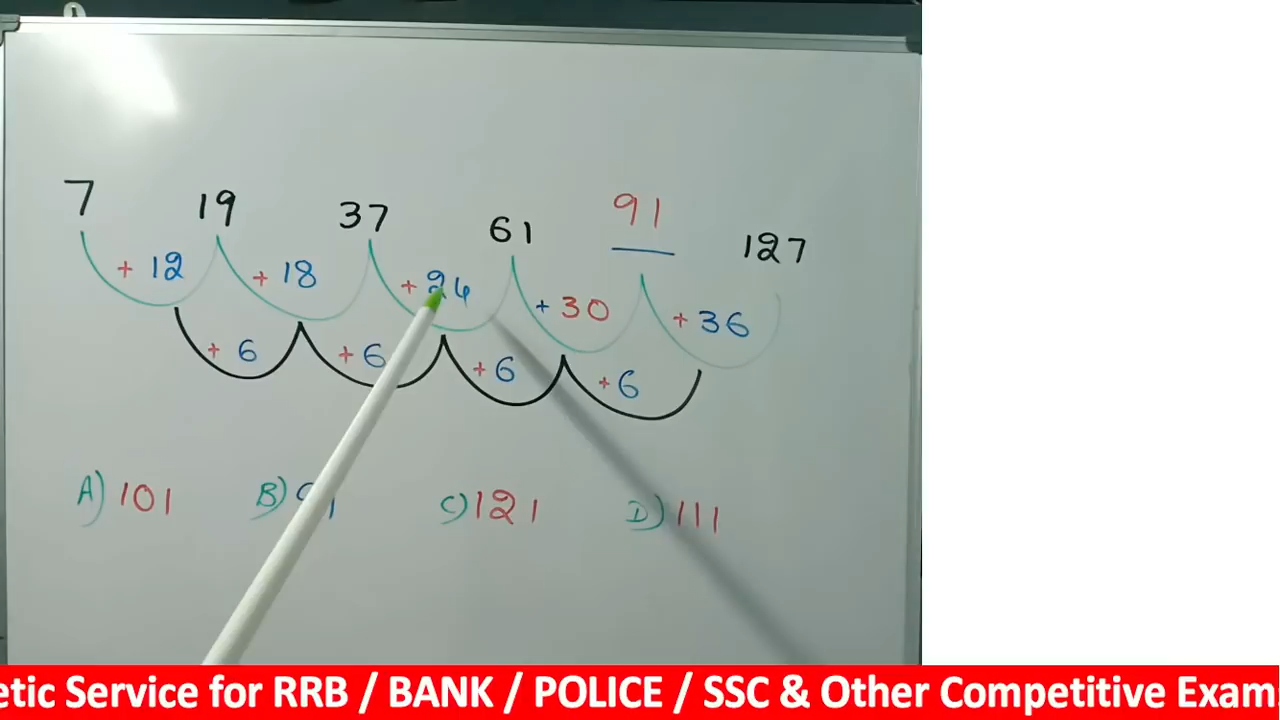 7 19 37 61 91 127
+ 12 + 18 + 24 + 30 + 36
+ 6 + 6 + 6 + 6
A) 101 B) C) 121 D) 111
etic Service for RRB / BANK / POLICE / SSC & Other Competitive Exam